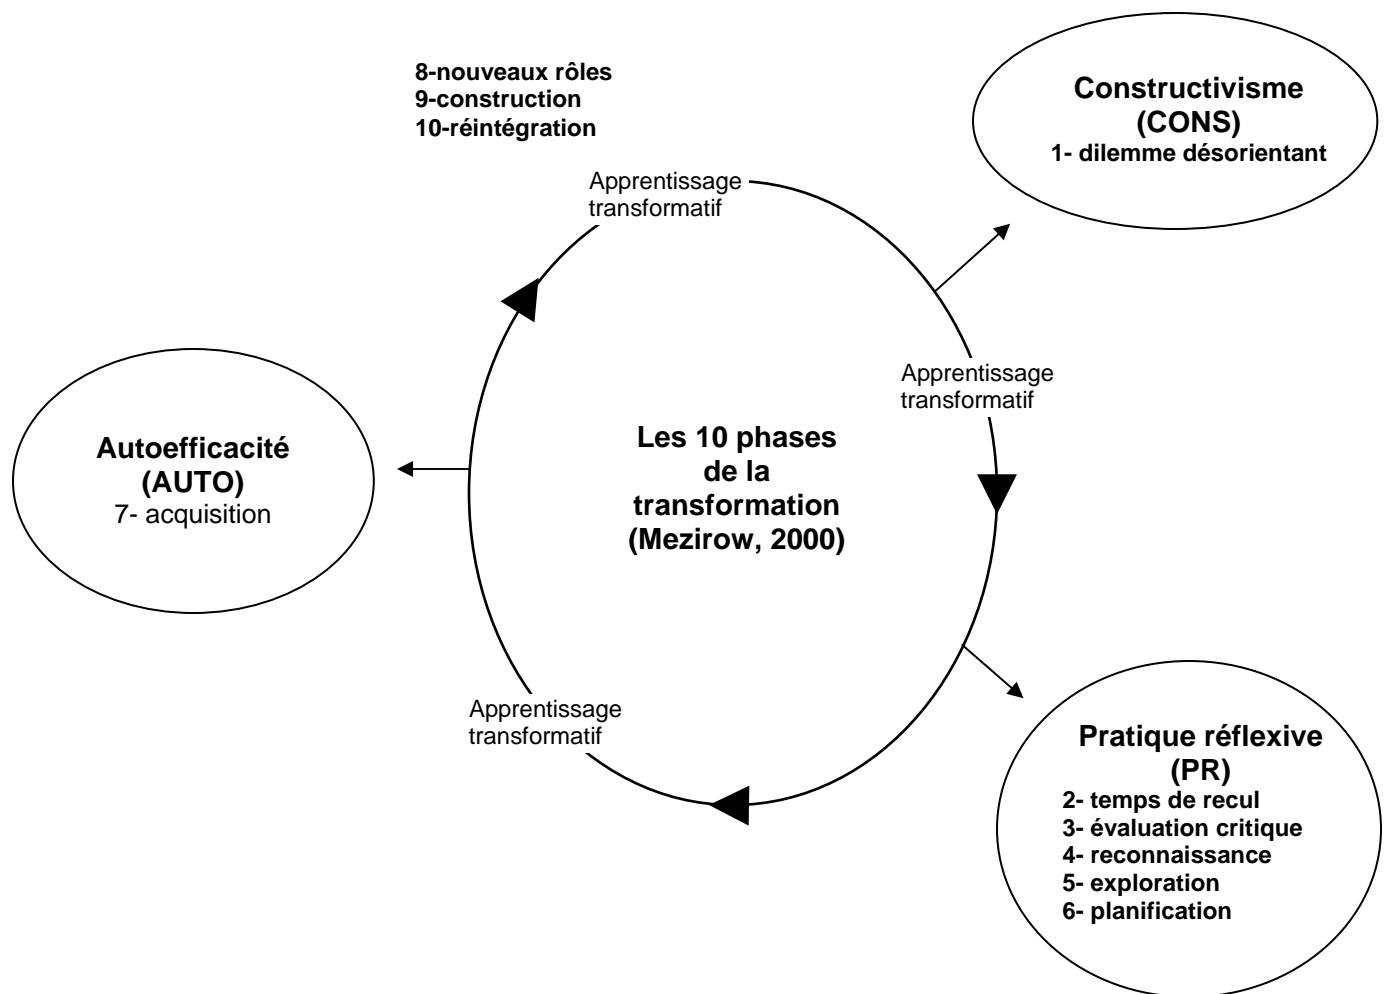 8-nouveaux rôles
9-construction
10-réintégration
Constructivisme
(CONS)
1- dilemme désorientant
Apprentissage
transformatif
Apprentissage
transformatif
Les 10 phases
de la
transformation
(Mezirow, 2000)
Autoefficacité
(AUTO)
7- acquisition
Apprentissage
transformatif
Pratique réflexive
(PR)
2- temps de recul
3- évaluation critique
4- reconnaissance
5- exploration
6- planification